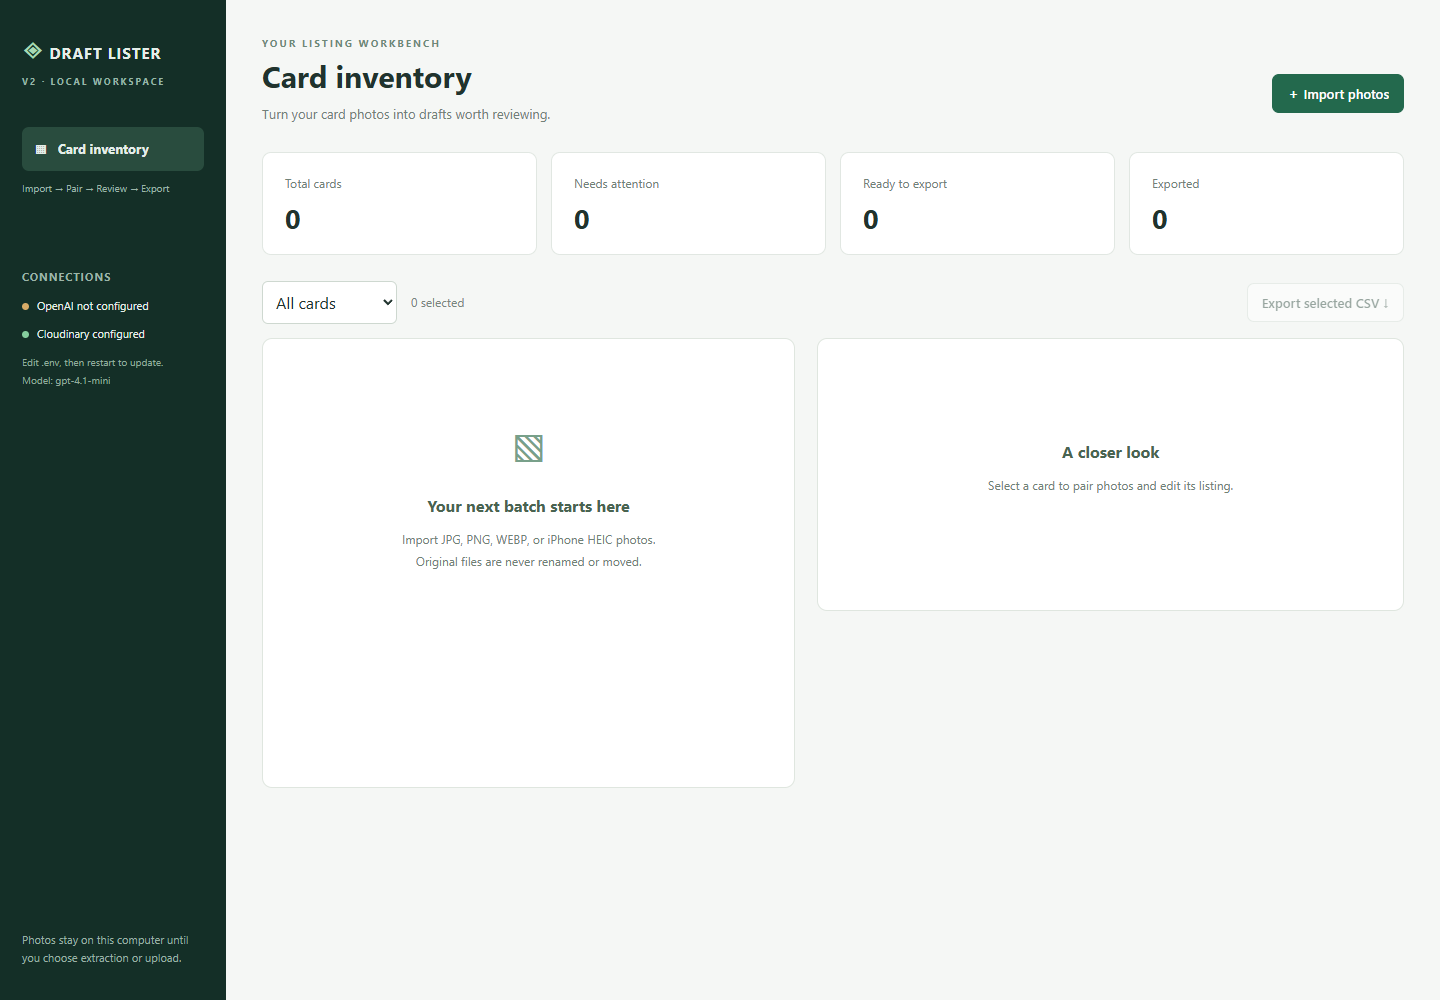 DRAFT LISTER
V2 · LOCAL WORKSPACE
Card inventory
Import → Pair → Review → Export
CONNECTIONS
OpenAI not configured
Cloudinary configured
Edit .env, then restart to update.
Model: gpt-4.1-mini
Photos stay on this computer until
you choose extraction or upload.
YOUR LISTING WORKBENCH
Card inventory
Turn your card photos into drafts worth reviewing.
+ Import photos
Total cards
0
Needs attention
0
Ready to export
0
Exported
0
All cards
0 selected
Export selected CSV ↓
Your next batch starts here
Import JPG, PNG, WEBP, or iPhone HEIC photos.
Original files are never renamed or moved.
A closer look
Select a card to pair photos and edit its listing.